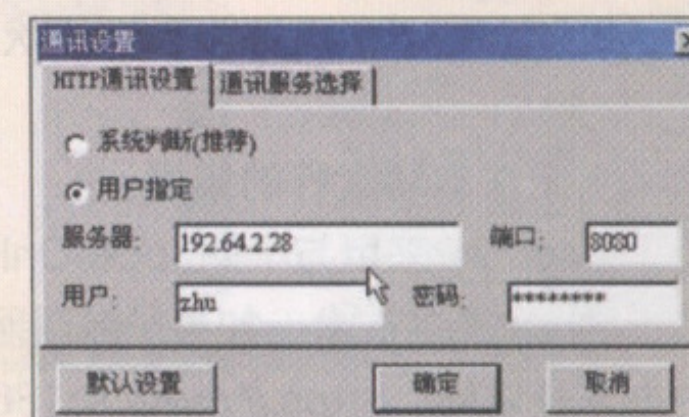 通讯设置
HTTP通讯设置 通讯服务选择
系统判断(推荐)
用户指定
服务器: 192.64.2.28 端口: 8080
用户: zhu 密码: ********
默认设置 确定 取消